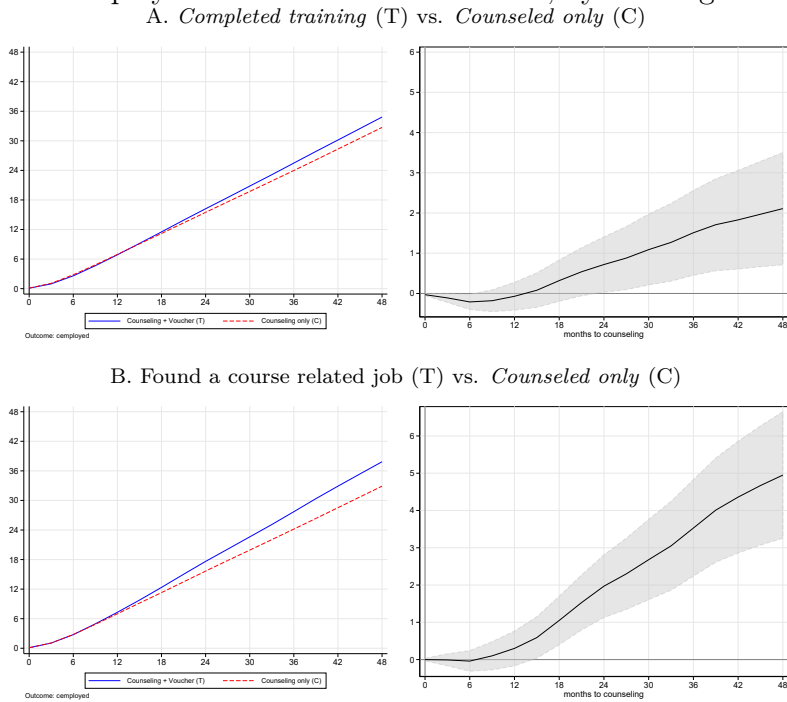 A. Completed training (T) vs. Counseled only (C)
48
42
36
30
24
18
12
6
0
0 6 12 18 24 30 36 42 48
Counseling + Voucher (T) Counseling only (C)
Outcome: cemployed
6
5
4
3
2
1
0
0 6 12 18 24 30 36 42 48
months to counseling
B. Found a course related job (T) vs. Counseled only (C)
48
42
36
30
24
18
12
6
0
0 6 12 18 24 30 36 42 48
Counseling + Voucher (T) Counseling only (C)
Outcome: cemployed
6
5
4
3
2
1
0
0 6 12 18 24 30 36 42 48
months to counseling